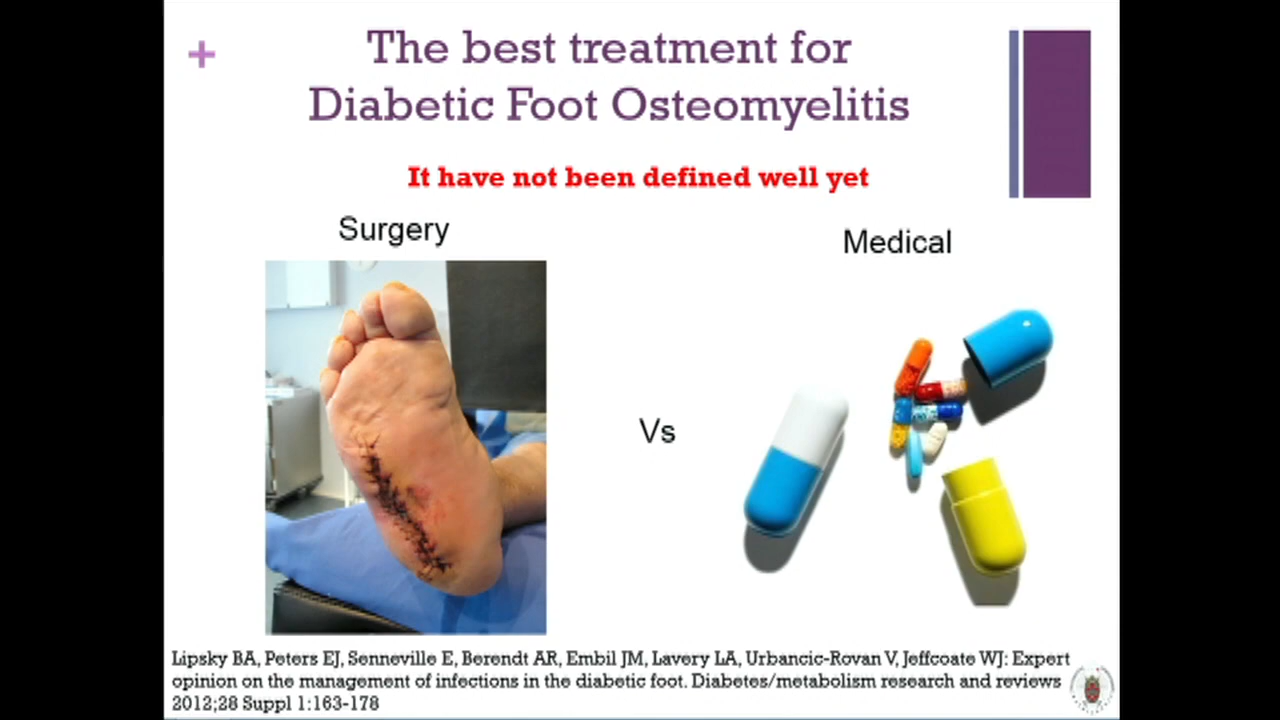 +
The best treatment for
Diabetic Foot Osteomyelitis
It have not been defined well yet
Surgery
Medical
Vs
Lipsky BA, Peters EJ, Senneville E, Berendt AR, Embil JM, Lavery LA, Urbancic-Rovan V, Jeffcoate WJ: Expert
opinion on the management of infections in the diabetic foot. Diabetes/metabolism research and reviews
2012;28 Suppl 1:163-178